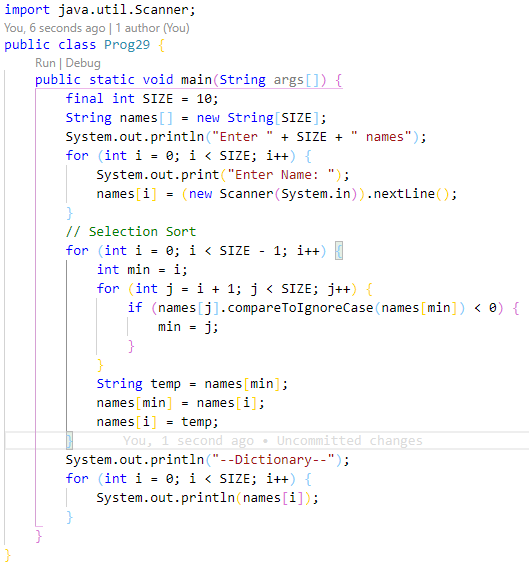 import java.util.Scanner;
You, 6 seconds ago | 1 author (You)
public class Prog29 {
Run | Debug
    public static void main(String args[]) {
        final int SIZE = 10;
        String names[] = new String[SIZE];
        System.out.println("Enter " + SIZE + " names");
        for (int i = 0; i < SIZE; i++) {
            System.out.print("Enter Name: ");
            names[i] = (new Scanner(System.in)).nextLine();
        }
        // Selection Sort
        for (int i = 0; i < SIZE - 1; i++) {
            int min = i;
            for (int j = i + 1; j < SIZE; j++) {
                if (names[j].compareToIgnoreCase(names[min]) < 0) {
                    min = j;
                }
            }
            String temp = names[min];
            names[min] = names[i];
            names[i] = temp;
        }    You, 1 second ago • Uncommitted changes
        System.out.println("--Dictionary--");
        for (int i = 0; i < SIZE; i++) {
            System.out.println(names[i]);
        }
    }
}